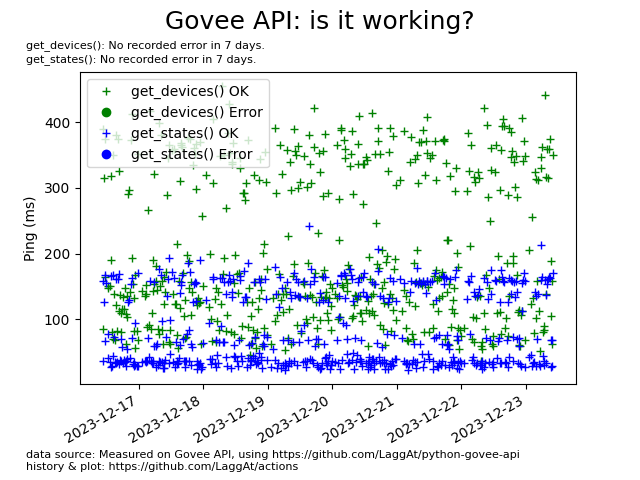 Govee API: is it working?
get_devices(): No recorded error in 7 days.
get_states(): No recorded error in 7 days.
get_devices() OK
get_devices() Error
get_states() OK
get_states() Error
Ping (ms)
400
300
200
100
2023-12-17
2023-12-18
2023-12-19
2023-12-20
2023-12-21
2023-12-22
2023-12-23
data source: Measured on Govee API, using https://github.com/LaggAt/python-govee-api
history & plot: https://github.com/LaggAt/actions